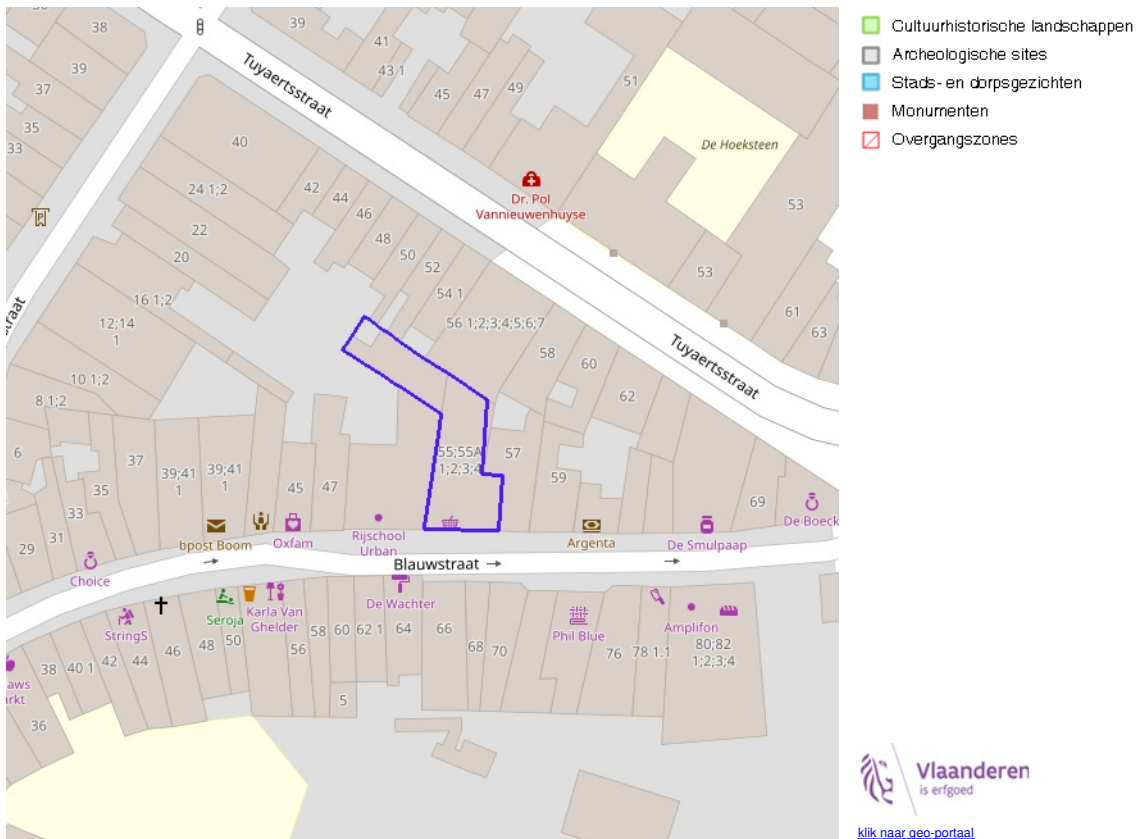 38
39
37
35
33
39
41
43 1
45
47
49
51
Tuyaertsstraat
De Hoeksteen
Dr. Pol
Vannieuwenhuyse
53
53
61
63
40
24 1;2
22
20
16 1;2
12;14
1
10 1;2
8 1;2
6
42
44
46
48
50
52
54 1
56 1;2;3;4;5;6;7
58
60
62
Tuyaertsstraat
straat
P
37
35
33
31
29
39;41
1
39;41
1
45
47
55;55A
1;2;3;4
57
59
69
bpost Boom
Oxfam
Rijschool
Urban
Argenta
De Smulpaap
De Boeck
Choice
Blauwstraat
StringS
Seroja
Karla Van
Ghelder
De Wachter
Phil Blue
Amplifon
aws
arkt
36
38
40 1
42
44
46
48
50
56
58
60
62 1
64
66
68
70
76
78 1.1
80;82
1;2;3;4
5
Cultuurhistorische landschappen
Archeologische sites
Stads- en dorpsgezichten
Monumenten
Overgangszones
Vlaanderen
is erfgoed
klik naar geo-portaal